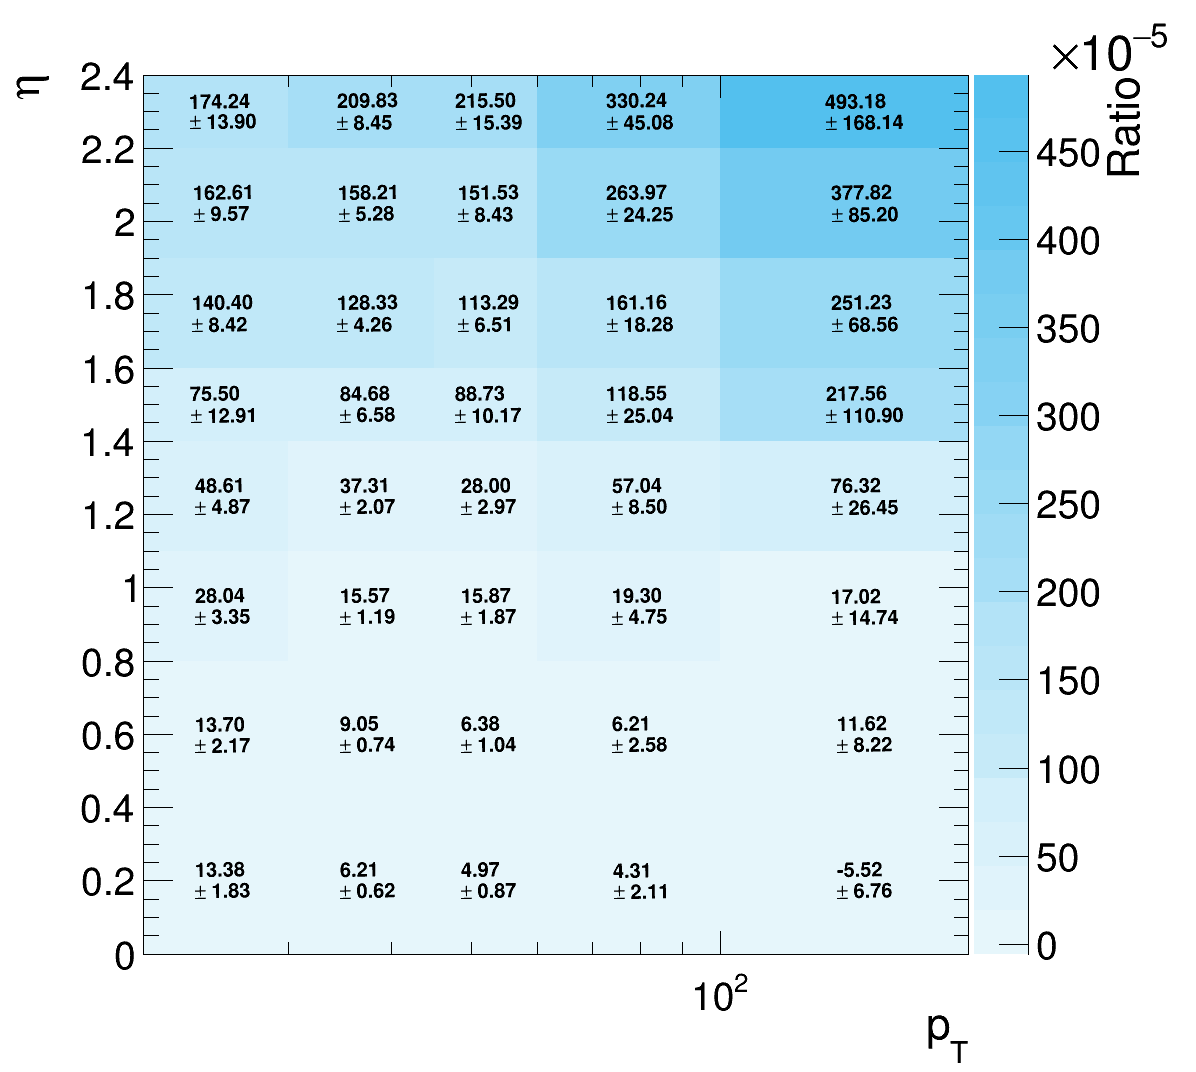 ×10⁻⁵
η
Ratio
2.4
174.24 209.83 215.50 330.24 493.18
± 13.90 ± 8.45 ± 15.39 ± 45.08 ± 168.14
2.2
450
162.61 158.21 151.53 263.97 377.82
± 9.57 ± 5.28 ± 8.43 ± 24.25 ± 85.20
2
400
1.8
140.40 128.33 113.29 161.16 251.23
± 8.42 ± 4.26 ± 6.51 ± 18.28 ± 68.56
350
1.6
75.50 84.68 88.73 118.55 217.56
± 12.91 ± 6.58 ± 10.17 ± 25.04 ± 110.90
300
1.4
48.61 37.31 28.00 57.04 76.32
± 4.87 ± 2.07 ± 2.97 ± 8.50 ± 26.45
250
1.2
1
28.04 15.57 15.87 19.30 17.02
± 3.35 ± 1.19 ± 1.87 ± 4.75 ± 14.74
200
0.8
150
13.70 9.05 6.38 6.21 11.62
± 2.17 ± 0.74 ± 1.04 ± 2.58 ± 8.22
0.6
100
0.4
50
13.38 6.21 4.97 4.31 -5.52
± 1.83 ± 0.62 ± 0.87 ± 2.11 ± 6.76
0.2
0
0
10²
p_T